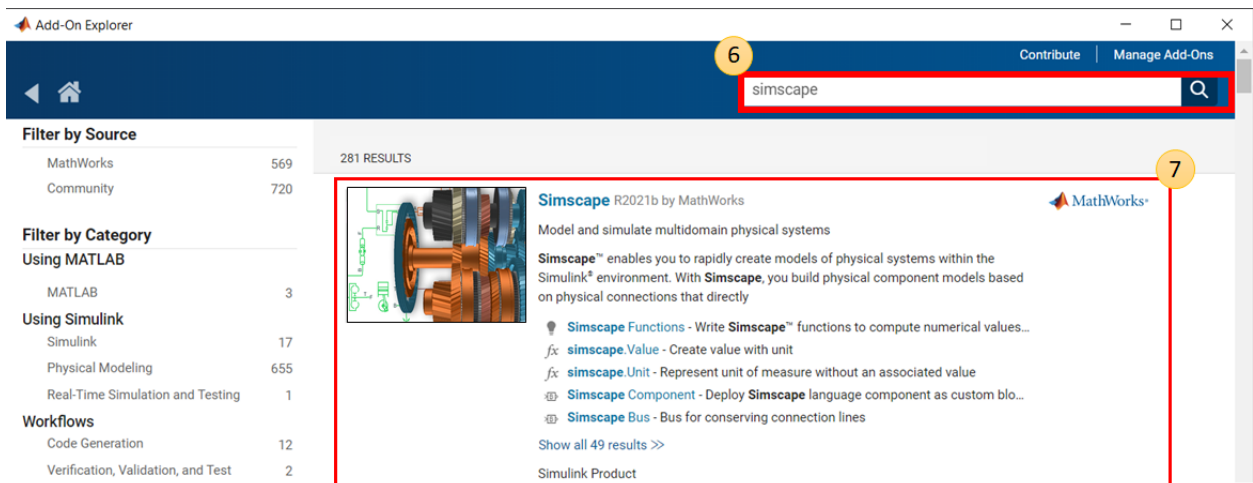 Add-On Explorer
6
Contribute
Manage Add-Ons
simscape
Filter by Source
MathWorks 569
Community 720
Filter by Category
Using MATLAB
MATLAB 3
Using Simulink
Simulink 17
Physical Modeling 655
Real-Time Simulation and Testing 1
Workflows
Code Generation 12
Verification, Validation, and Test 2
281 RESULTS
7
Simscape R2021b by MathWorks
MathWorks®
Model and simulate multidomain physical systems
Simscape™ enables you to rapidly create models of physical systems within the
Simulink® environment. With Simscape, you build physical component models based
on physical connections that directly
Simscape Functions - Write Simscape™ functions to compute numerical values...
fx simscape.Value - Create value with unit
fx simscape.Unit - Represent unit of measure without an associated value
Simscape Component - Deploy Simscape language component as custom blo...
Simscape Bus - Bus for conserving connection lines
Show all 49 results >>
Simulink Product